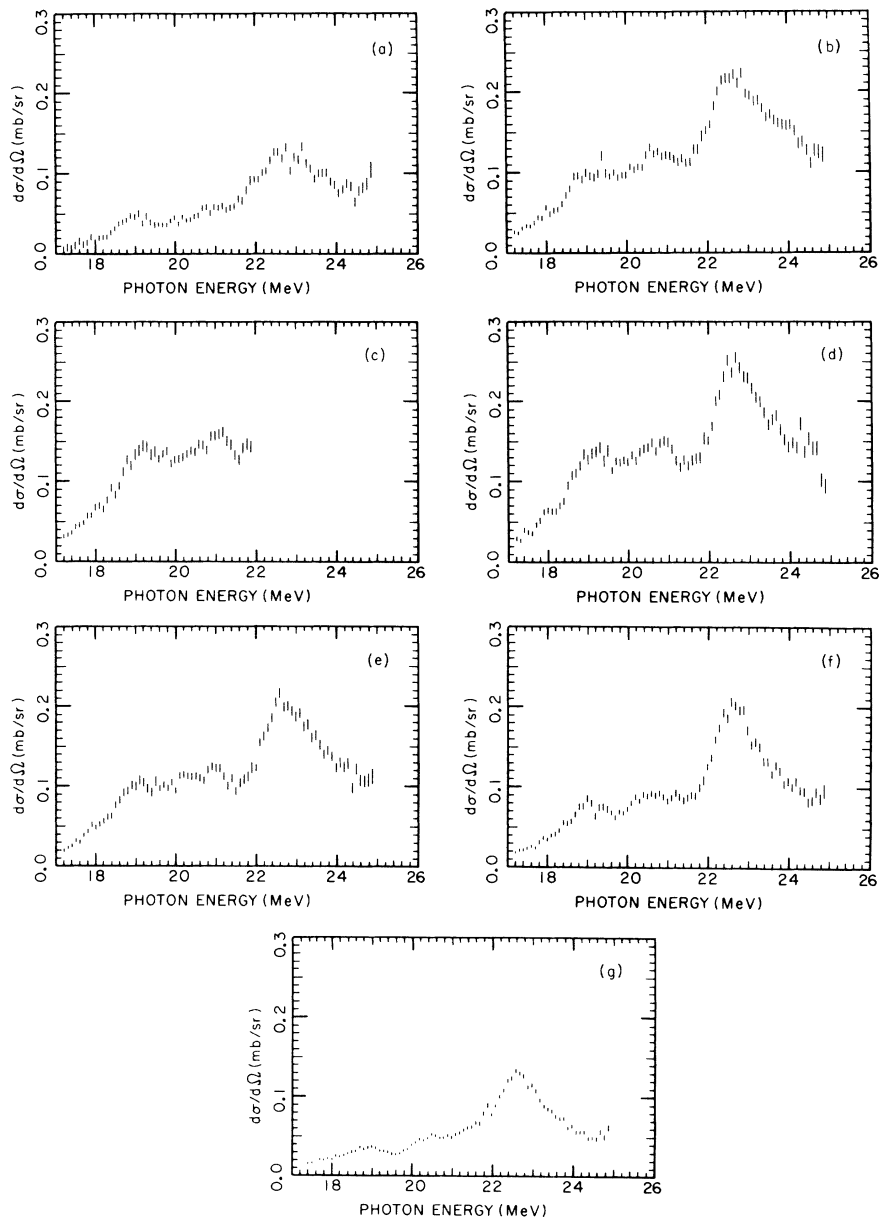 0.3
(a)
dσ/dΩ (mb/sr)
0.2
0.1
0.0
18 20 22 24 26
PHOTON ENERGY (MeV)
0.3
(b)
dσ/dΩ (mb/sr)
0.2
0.1
0.0
18 20 22 24 26
PHOTON ENERGY (MeV)
0.3
(c)
dσ/dΩ (mb/sr)
0.2
0.1
0.0
18 20 22 24 26
PHOTON ENERGY (MeV)
0.3
(d)
dσ/dΩ (mb/sr)
0.2
0.1
0.0
18 20 22 24 26
PHOTON ENERGY (MeV)
0.3
(e)
dσ/dΩ (mb/sr)
0.2
0.1
0.0
18 20 22 24 26
PHOTON ENERGY (MeV)
0.3
(f)
dσ/dΩ (mb/sr)
0.2
0.1
0.0
18 20 22 24 26
PHOTON ENERGY (MeV)
0.3
(g)
dσ/dΩ (mb/sr)
0.2
0.1
0.0
18 20 22 24 26
PHOTON ENERGY (MeV)